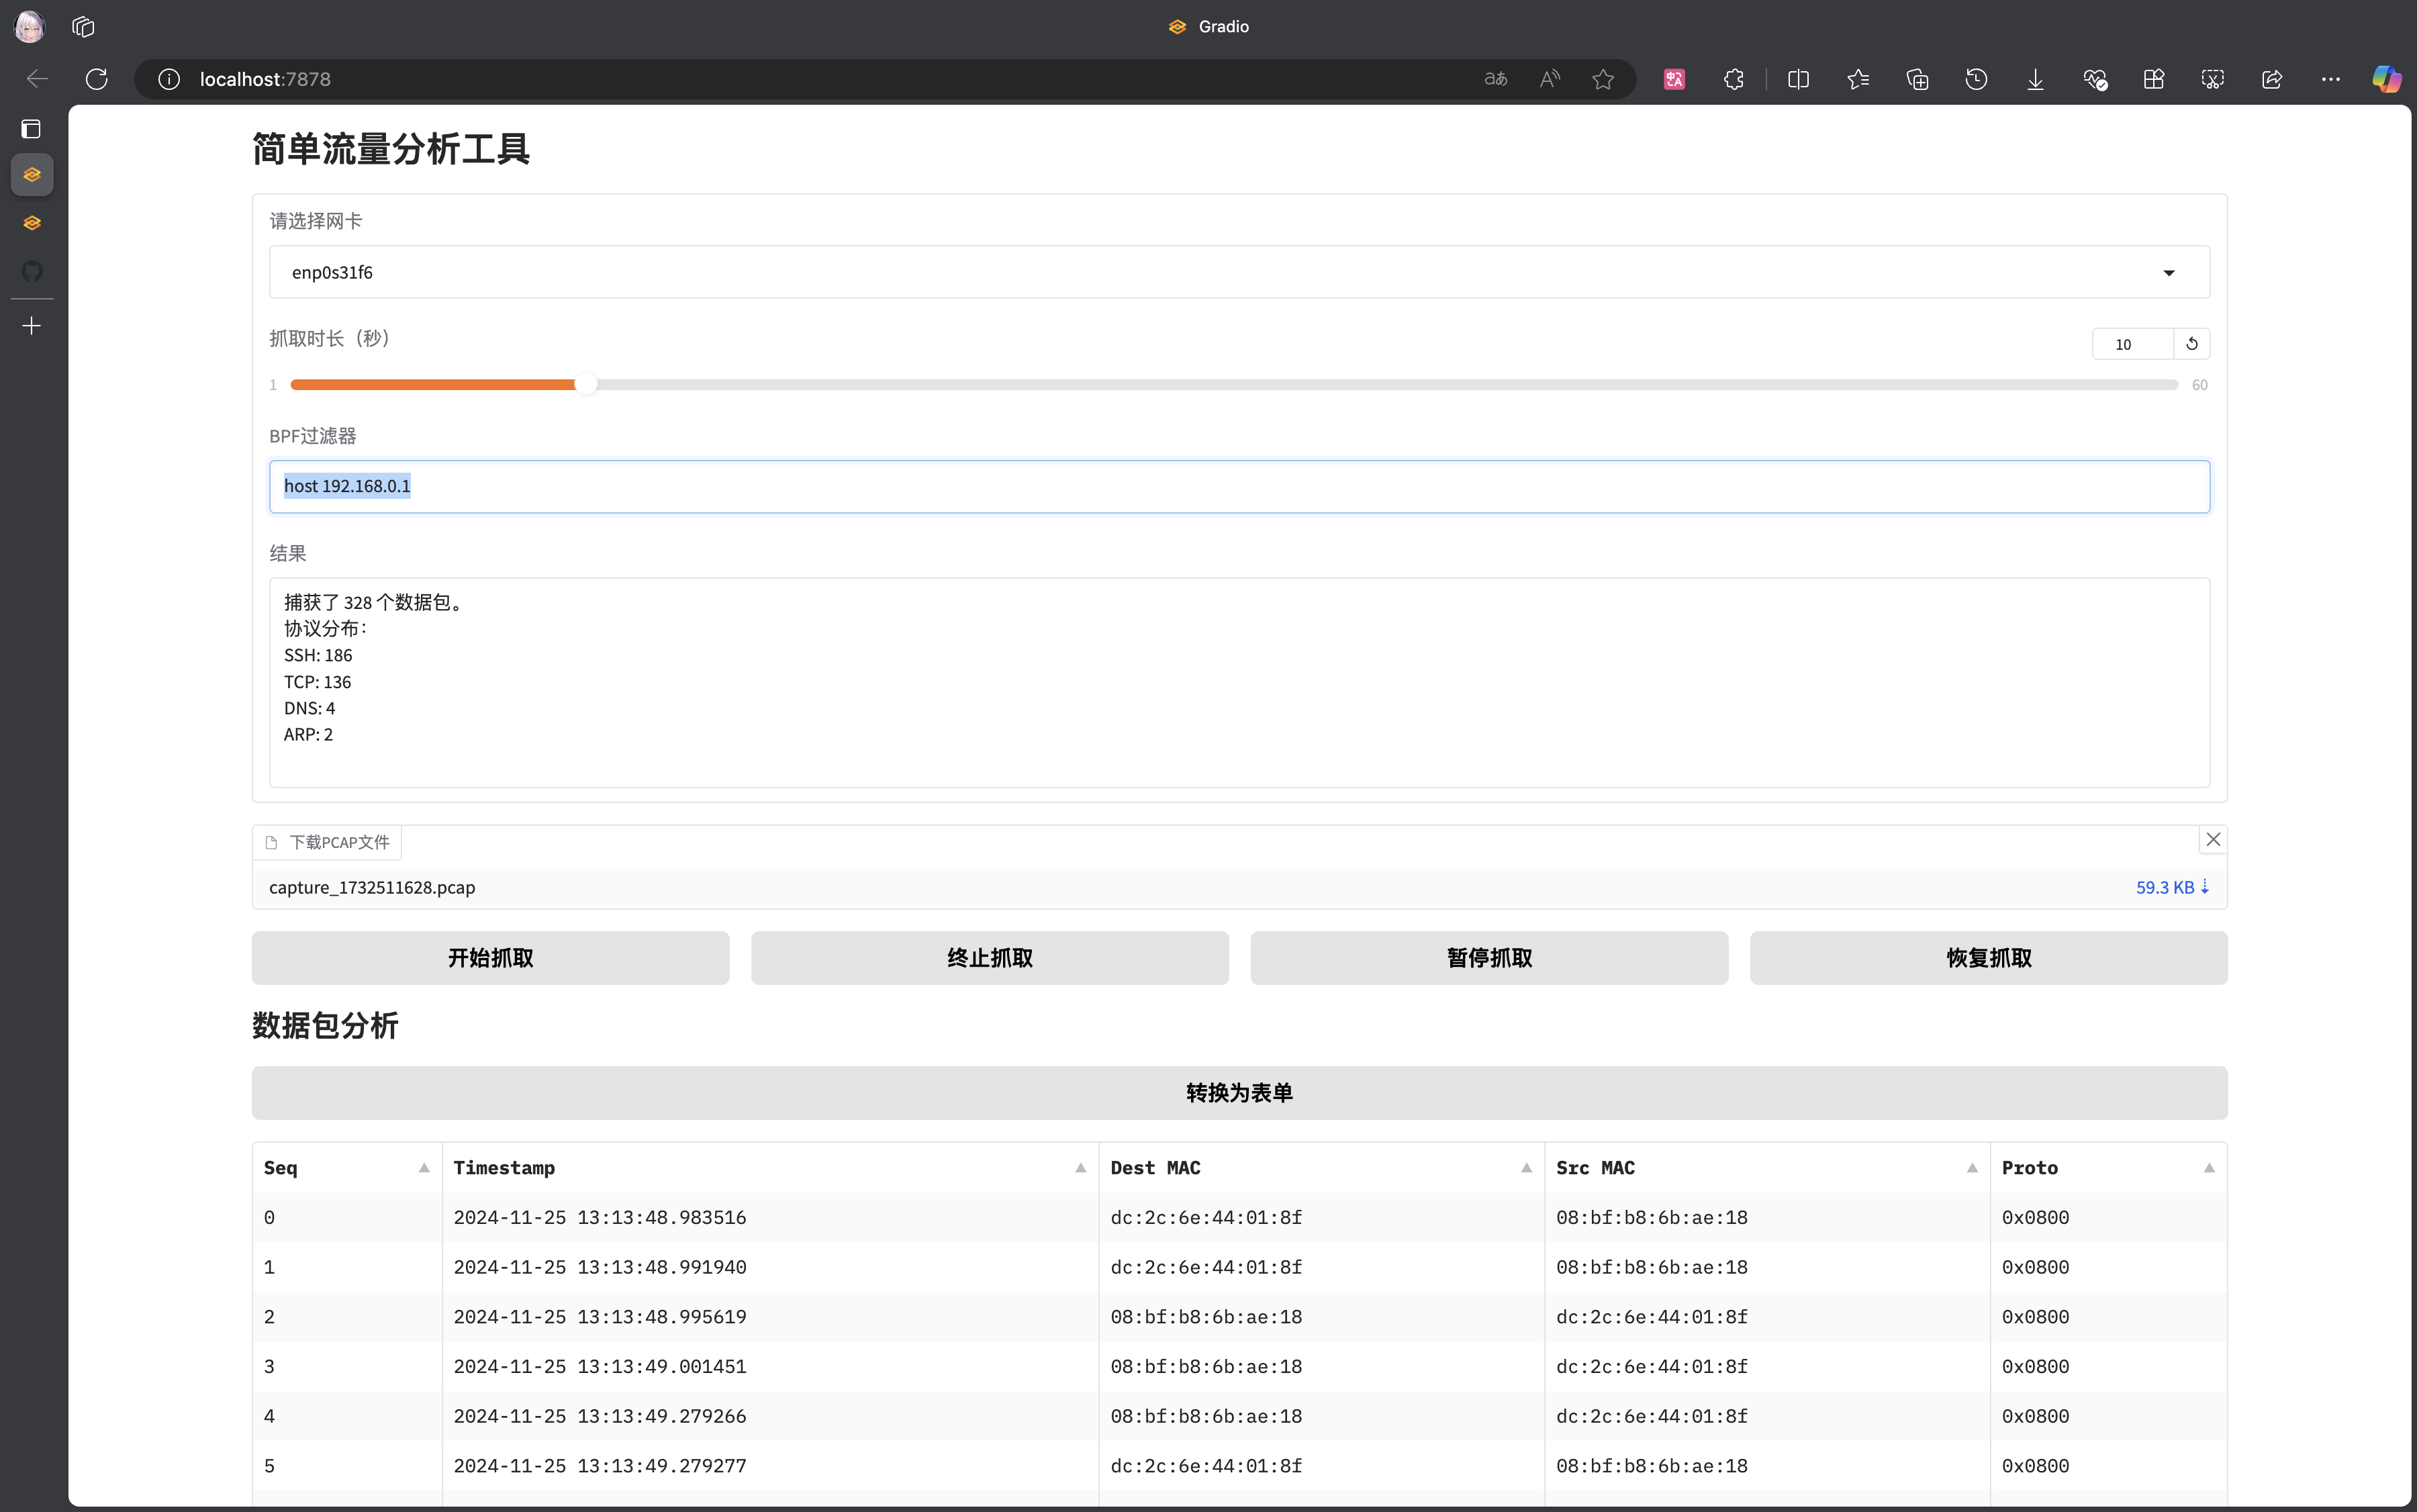 Gradio
localhost:7878
简单流量分析工具
请选择网卡
enp0s31f6
抓取时长（秒）
10
1
60
BPF过滤器
host 192.168.0.1
结果
捕获了 328 个数据包。
协议分布：
SSH: 186
TCP: 136
DNS: 4
ARP: 2
下载PCAP文件
capture_1732511628.pcap 59.3 KB ⇣
开始抓取 终止抓取 暂停抓取 恢复抓取
数据包分析
转换为表单
Seq Timestamp Dest MAC Src MAC Proto
0 2024-11-25 13:13:48.983516 dc:2c:6e:44:01:8f 08:bf:b8:6b:ae:18 0x0800
1 2024-11-25 13:13:48.991940 dc:2c:6e:44:01:8f 08:bf:b8:6b:ae:18 0x0800
2 2024-11-25 13:13:48.995619 08:bf:b8:6b:ae:18 dc:2c:6e:44:01:8f 0x0800
3 2024-11-25 13:13:49.001451 08:bf:b8:6b:ae:18 dc:2c:6e:44:01:8f 0x0800
4 2024-11-25 13:13:49.279266 08:bf:b8:6b:ae:18 dc:2c:6e:44:01:8f 0x0800
5 2024-11-25 13:13:49.279277 dc:2c:6e:44:01:8f 08:bf:b8:6b:ae:18 0x0800